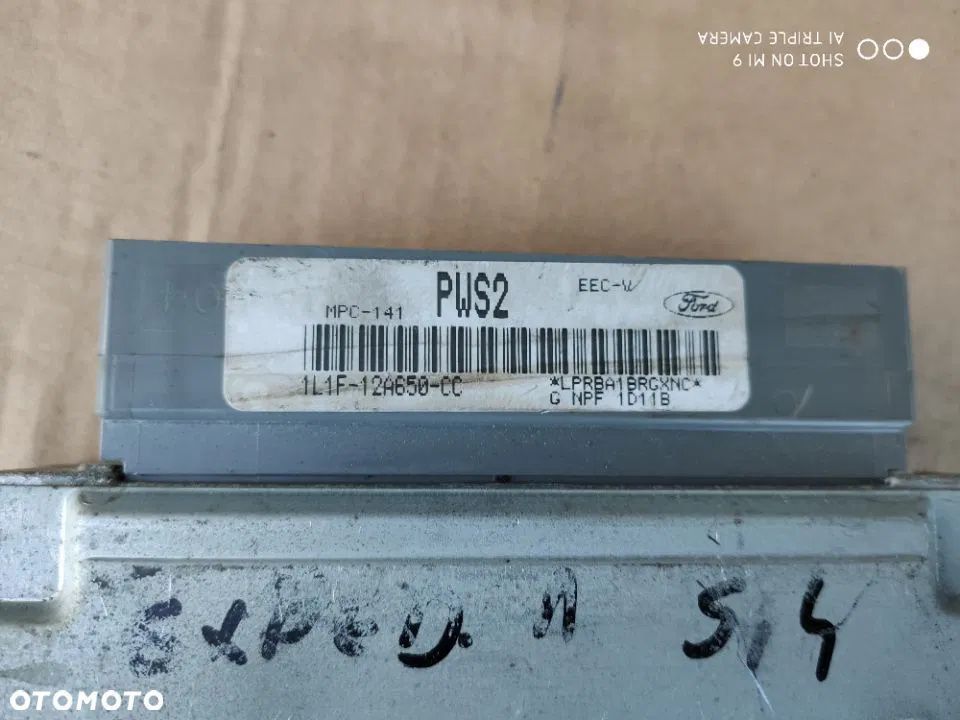 SHOT ON MI 9
AI TRIPLE CAMERA
PWS2
EEC-V
MPC-141
Ford
1L1F-12A650-CC
*LPRBA1BRGXNC*
G NPF 1D11B
EXPED. N 5,4
OTOMOTO